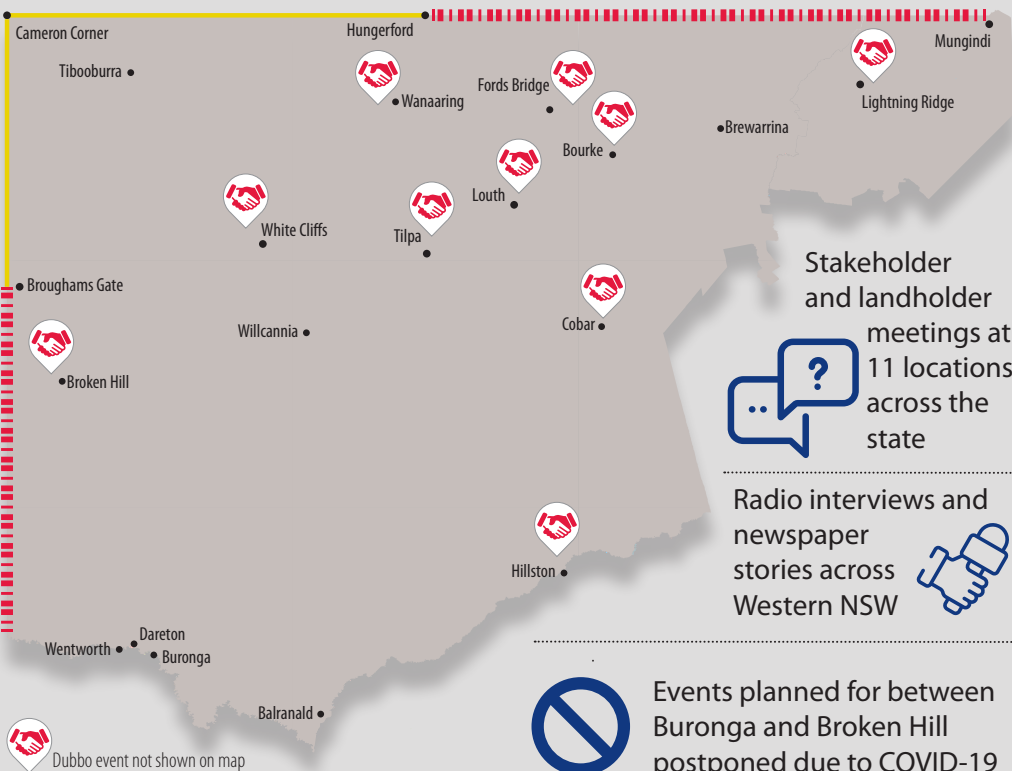 Cameron Corner
Hungerford
Mungindi
Tibooburra
Wanaaring
Fords Bridge
Lightning Ridge
Brewarrina
Bourke
Louth
White Cliffs
Tilpa
Broughams Gate
Willcannia
Cobar
Broken Hill
Hillston
Wentworth
Dareton
Buronga
Balranald
Dubbo event not shown on map
Stakeholder
and landholder
meetings at
11 locations
across the
state
?
Radio interviews and
newspaper
stories across
Western NSW
Events planned for between
Buronga and Broken Hill
postponed due to COVID-19